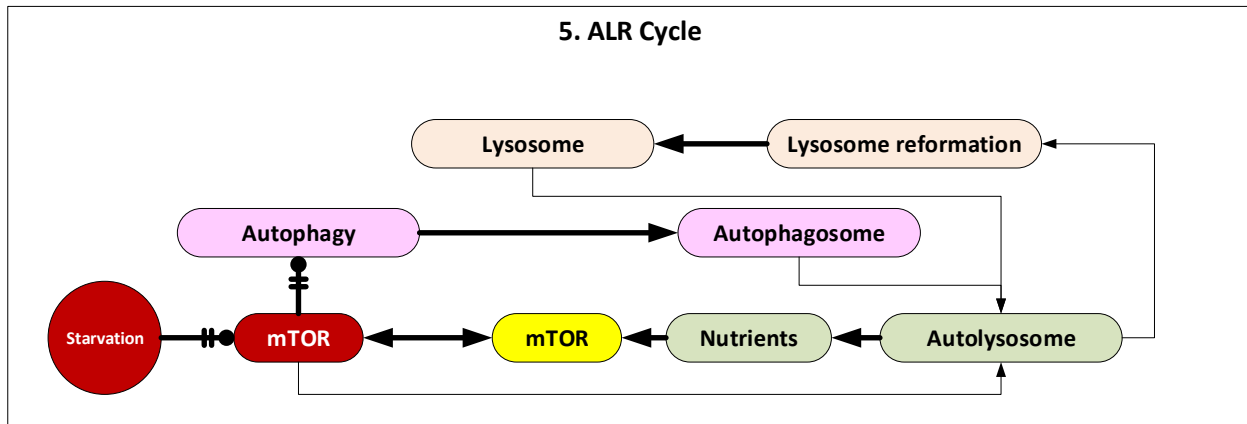 5. ALR Cycle
Lysosome
Lysosome reformation
Autophagy
Autophagosome
Starvation
mTOR
mTOR
Nutrients
Autolysosome